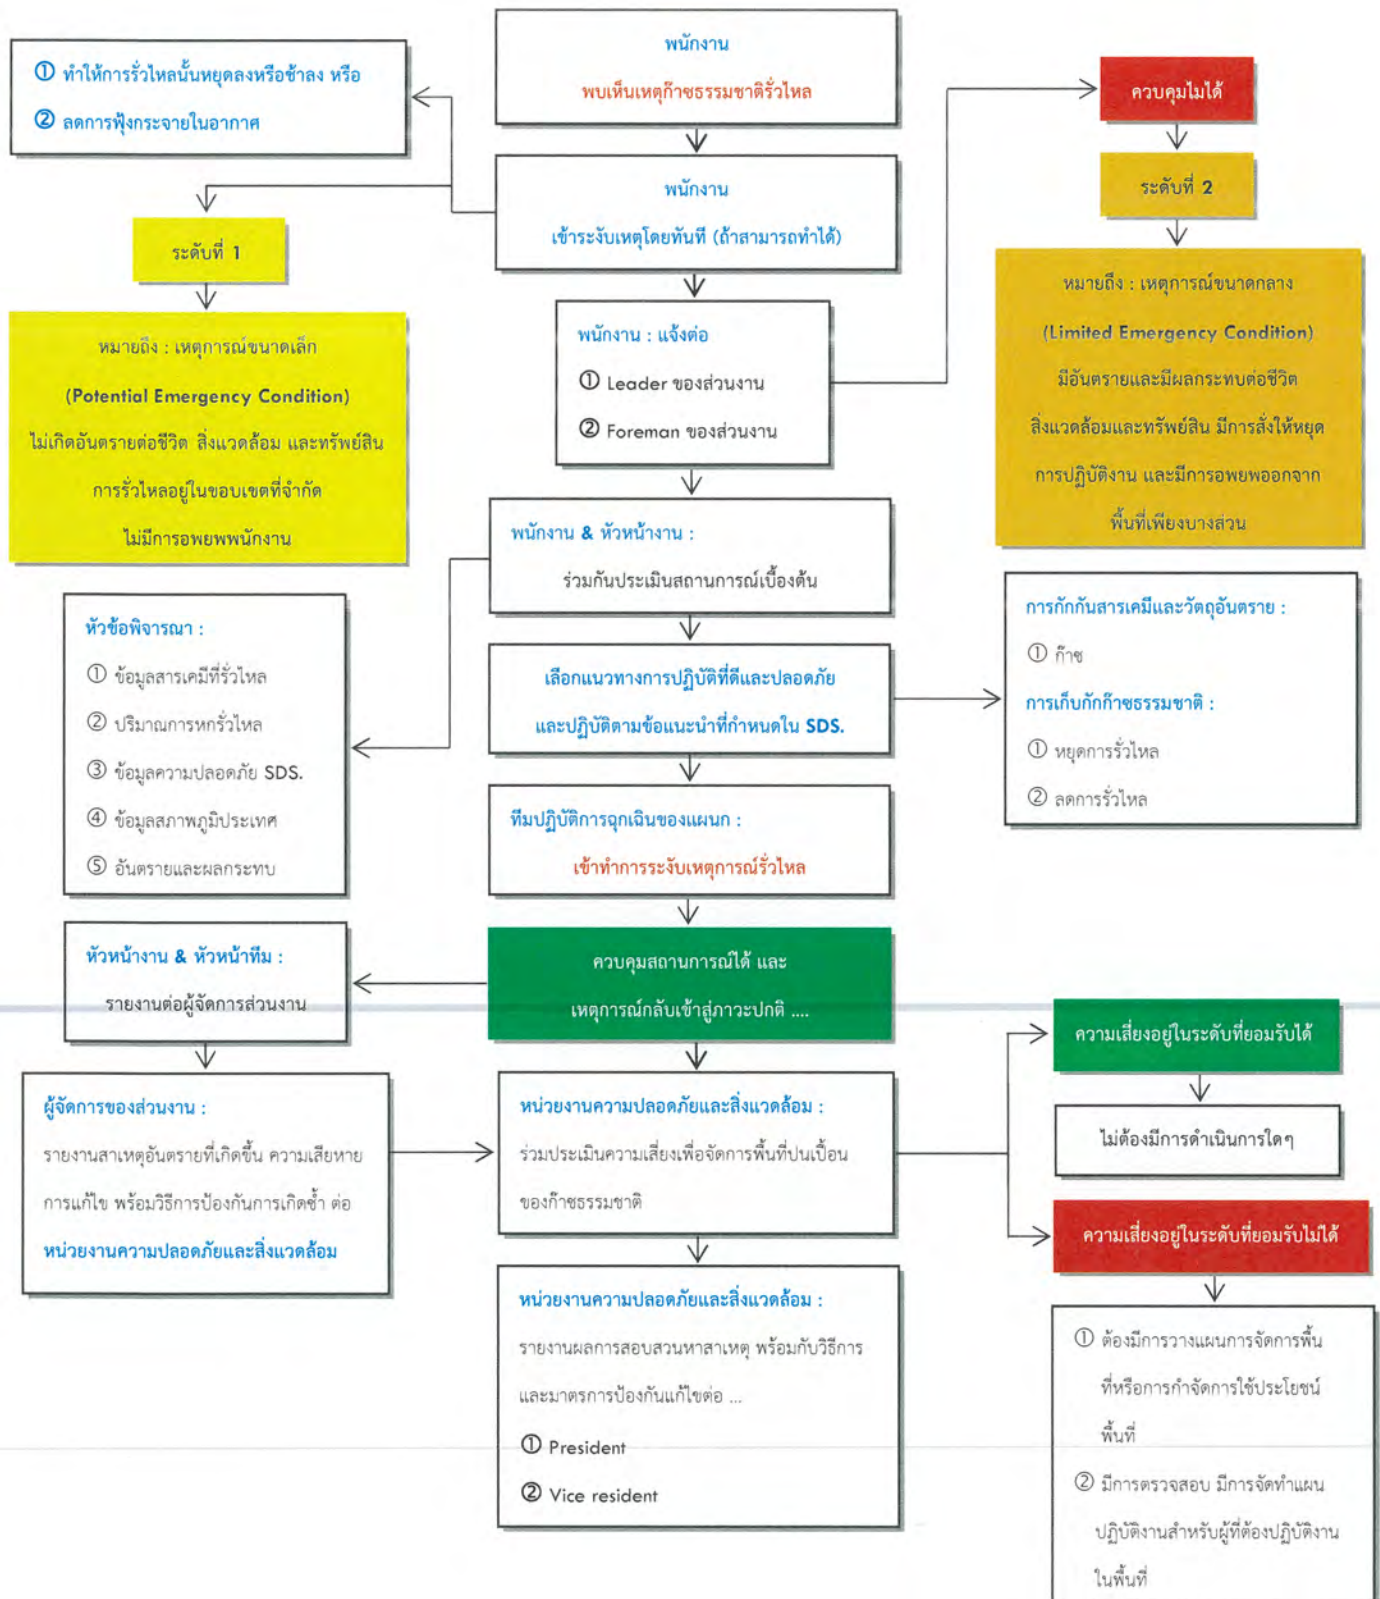 พนักงาน
พบเห็นเหตุก๊าซธรรมชาติรั่วไหล
① ทำให้การรั่วไหลนั้นหยุดลงหรือช้าลง หรือ
② ลดการฟุ้งกระจายในอากาศ
ควบคุมไม่ได้
พนักงาน
เข้าระงับเหตุโดยทันที (ถ้าสามารถทำได้)
ระดับที่ 2
ระดับที่ 1
หมายถึง : เหตุการณ์ขนาดกลาง
(Limited Emergency Condition)
มีอันตรายและมีผลกระทบต่อชีวิต
สิ่งแวดล้อมและทรัพย์สิน มีการสั่งให้หยุด
การปฏิบัติงาน และมีการอพยพออกจาก
พื้นที่เพียงบางส่วน
หมายถึง : เหตุการณ์ขนาดเล็ก
(Potential Emergency Condition)
ไม่เกิดอันตรายต่อชีวิต สิ่งแวดล้อม และทรัพย์สิน
การรั่วไหลอยู่ในขอบเขตที่จำกัด
ไม่มีการอพยพพนักงาน
พนักงาน : แจ้งต่อ
① Leader ของส่วนงาน
② Foreman ของส่วนงาน
พนักงาน & หัวหน้างาน :
ร่วมกันประเมินสถานการณ์เบื้องต้น
หัวข้อพิจารณา :
① ข้อมูลสารเคมีที่รั่วไหล
② ปริมาณการหกรั่วไหล
③ ข้อมูลความปลอดภัย SDS.
④ ข้อมูลสภาพภูมิประเทศ
⑤ อันตรายและผลกระทบ
เลือกแนวทางการปฏิบัติที่ดีและปลอดภัย
และปฏิบัติตามข้อแนะนำที่กำหนดใน SDS.
การกักกันสารเคมีและวัตถุอันตราย :
① ก๊าซ
การเก็บกักก๊าซธรรมชาติ :
① หยุดการรั่วไหล
② ลดการรั่วไหล
ทีมปฏิบัติการฉุกเฉินของแผนก :
เข้าทำการระงับเหตุการณ์รั่วไหล
หัวหน้างาน & หัวหน้าทีม :
รายงานต่อผู้จัดการส่วนงาน
ควบคุมสถานการณ์ได้ และ
เหตุการณ์กลับเข้าสู่ภาวะปกติ ....
ความเสี่ยงอยู่ในระดับที่ยอมรับได้
ผู้จัดการของส่วนงาน :
รายงานสาเหตุอันตรายที่เกิดขึ้น ความเสียหาย
การแก้ไข พร้อมวิธีการป้องกันการเกิดซ้ำ ต่อ
หน่วยงานความปลอดภัยและสิ่งแวดล้อม
หน่วยงานความปลอดภัยและสิ่งแวดล้อม :
ร่วมประเมินความเสี่ยงเพื่อจัดการพื้นที่ปนเปื้อน
ของก๊าซธรรมชาติ
ไม่ต้องมีการดำเนินการใดๆ
ความเสี่ยงอยู่ในระดับที่ยอมรับไม่ได้
หน่วยงานความปลอดภัยและสิ่งแวดล้อม :
รายงานผลการสอบสวนหาสาเหตุ พร้อมกับวิธีการ
และมาตรการป้องกันแก้ไขต่อ ...
① President
② Vice resident
① ต้องมีการวางแผนการจัดการพื้น
ที่หรือการกำจัดการใช้ประโยชน์
พื้นที่
② มีการตรวจสอบ มีการจัดทำแผน
ปฏิบัติงานสำหรับผู้ที่ต้องปฏิบัติงาน
ในพื้นที่